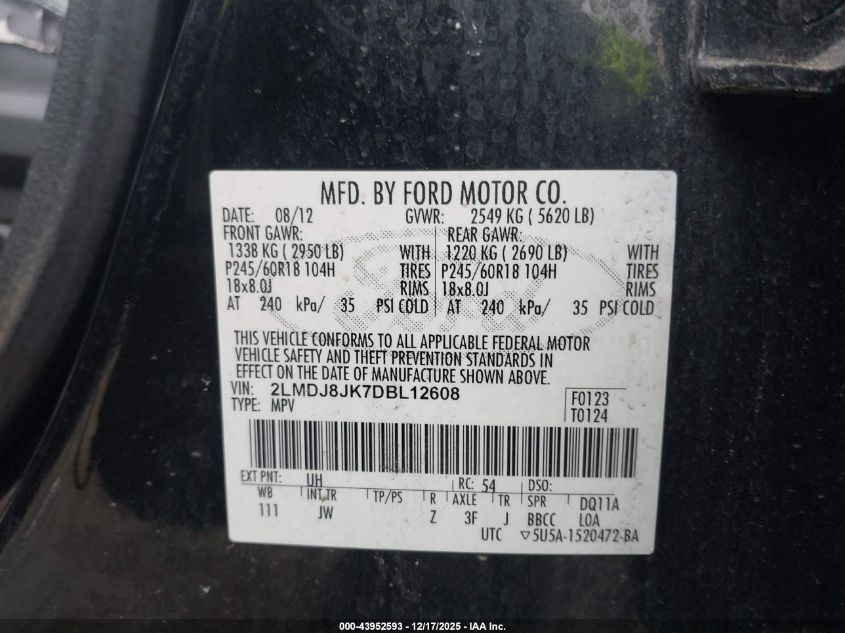 MFD. BY FORD MOTOR CO.
DATE: 08/12 GVWR: 2549 KG ( 5620 LB)
FRONT GAWR: REAR GAWR:
1338 KG ( 2950 LB) WITH 1220 KG ( 2690 LB) WITH
P245/60R18 104H TIRES P245/60R18 104H TIRES
18x8.0J RIMS 18x8.0J RIMS
AT 240 kPa/ 35 PSI COLD AT 240 kPa/ 35 PSI COLD
THIS VEHICLE CONFORMS TO ALL APPLICABLE FEDERAL MOTOR
VEHICLE SAFETY AND THEFT PREVENTION STANDARDS IN
EFFECT ON THE DATE OF MANUFACTURE SHOWN ABOVE.
VIN: 2LMDJ8JK7DBL12608 F0123
TYPE: MPV T0124
EXT PNT: UH RC: 54 DSO:
WB INT TR TP/PS R AXLE TR SPR DQ11A
111 JW Z 3F J BBCC LOA
UTC ▽5U5A-1520472-BA
000-43952593 - 12/17/2025 - IAA Inc.